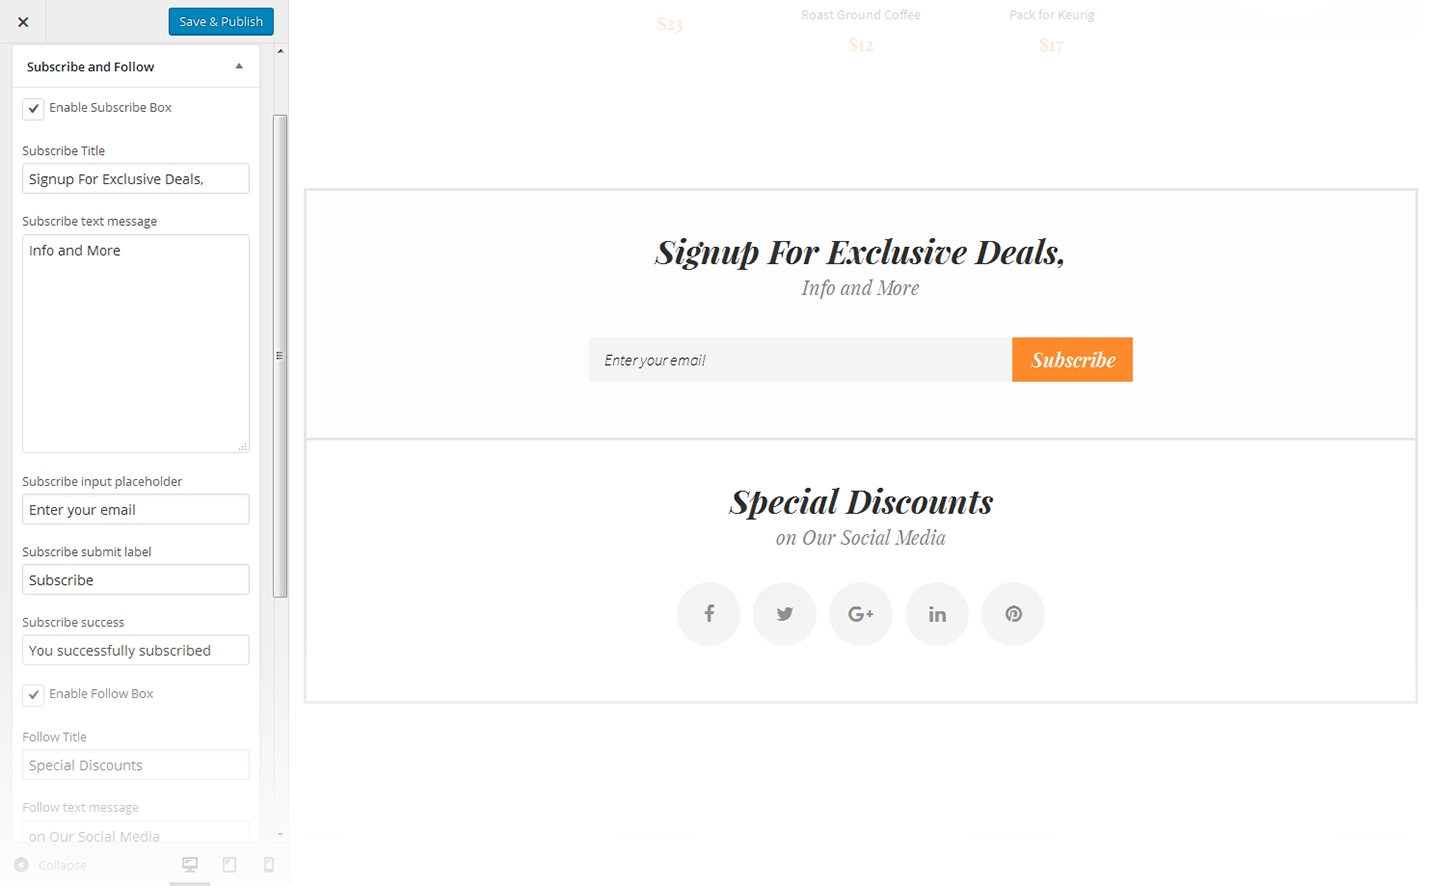 Save & Publish
Subscribe and Follow
Enable Subscribe Box
Subscribe Title
Signup For Exclusive Deals,
Subscribe text message
Info and More
Subscribe input placeholder
Enter your email
Subscribe submit label
Subscribe
Subscribe success
You successfully subscribed
Enable Follow Box
Follow Title
Special Discounts
Follow text message
on Our Social Media
Collapse
$23
Roast Ground Coffee
$12
Pack for Keurig
$17
Signup For Exclusive Deals,
Info and More
Enter your email
Subscribe
Special Discounts
on Our Social Media